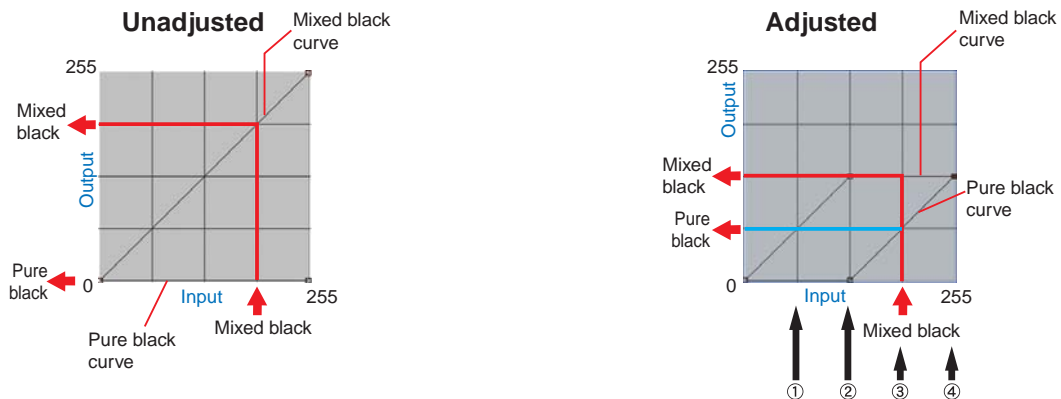 Unadjusted
Mixed black
curve
255
Mixed
black
Output
Pure
black
0
Input
255
Mixed black
Pure black
curve
Adjusted
Mixed black
curve
255
Output
Mixed
black
Pure black
curve
Pure
black
0
Input
255
Mixed black
① ② ③ ④